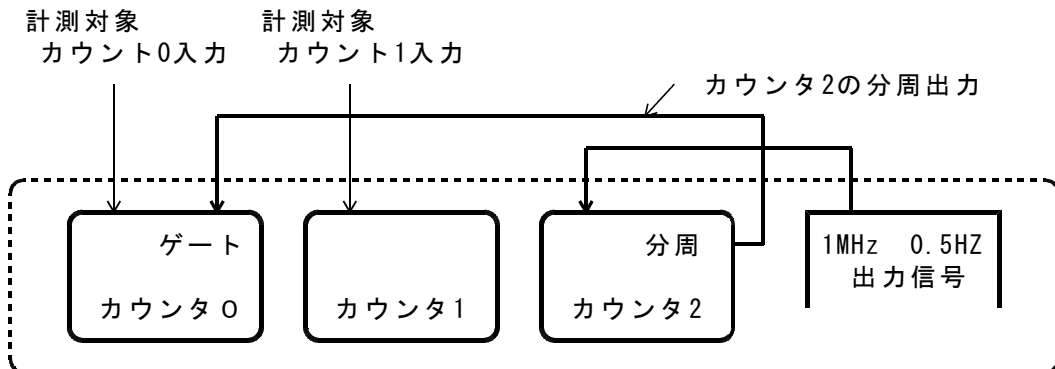 計測対象
カウント0入力
計測対象
カウント1入力
カウンタ2の分周出力
ゲート
カウンタ0
カウンタ1
分周
カウンタ2
1MHz 0.5HZ
出力信号